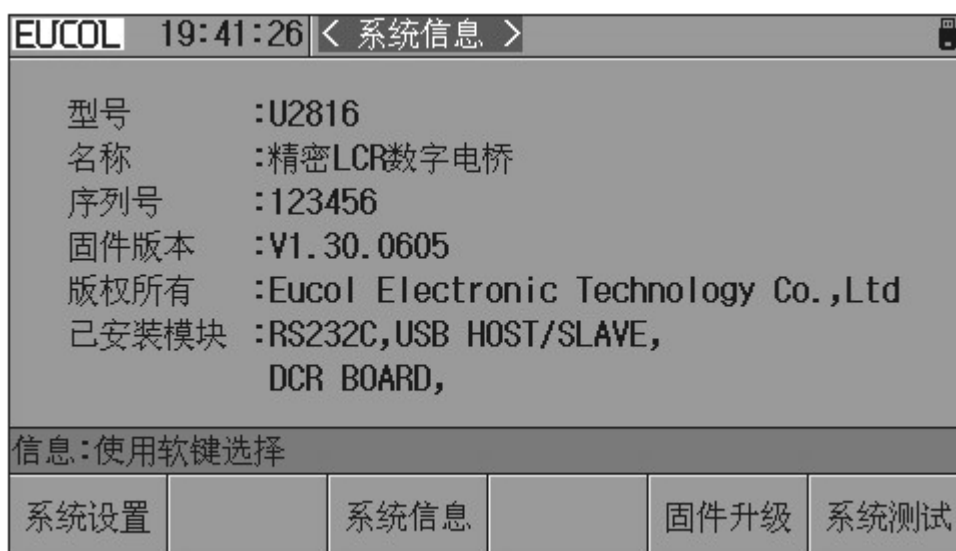 EUCOL 19:41:26 < 系统信息 >
型号 :U2816
名称 :精密LCR数字电桥
序列号 :123456
固件版本 :V1.30.0605
版权所有 :Eucol Electronic Technology Co.,Ltd
已安装模块 :RS232C,USB HOST/SLAVE,
DCR BOARD,
信息:使用软键选择
系统设置 系统信息 固件升级 系统测试